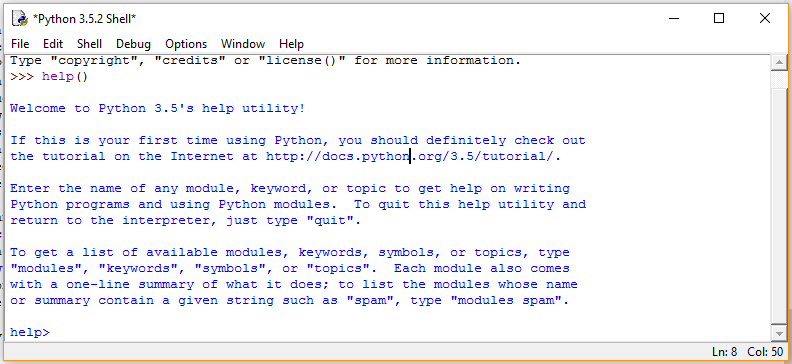 *Python 3.5.2 Shell*
File Edit Shell Debug Options Window Help
Type "copyright", "credits" or "license()" for more information.
>>> help()
Welcome to Python 3.5's help utility!
If this is your first time using Python, you should definitely check out
the tutorial on the Internet at http://docs.python.org/3.5/tutorial/.
Enter the name of any module, keyword, or topic to get help on writing
Python programs and using Python modules.  To quit this help utility and
return to the interpreter, just type "quit".
To get a list of available modules, keywords, symbols, or topics, type
"modules", "keywords", "symbols", or "topics".  Each module also comes
with a one-line summary of what it does; to list the modules whose name
or summary contain a given string such as "spam", type "modules spam".
help>
Ln: 8 Col: 50